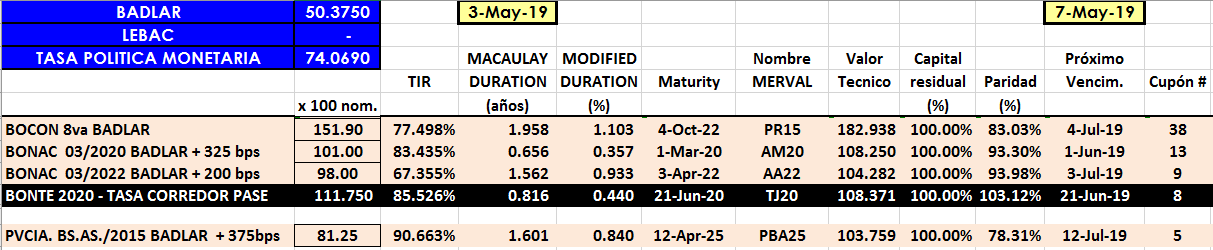 BADLAR 50.3750 3-May-19 7-May-19
LEBAC -
TASA POLITICA MONETARIA 74.0690 MACAULAY MODIFIED Nombre Valor Capital Próximo
TIR DURATION DURATION Maturity MERVAL Tecnico residual Paridad Vencim. Cupón #
x 100 nom. (años) (%) (%) (%)
BOCON 8va BADLAR 151.90 77.498% 1.958 1.103 4-Oct-22 PR15 182.938 100.00% 83.03% 4-Jul-19 38
BONAC 03/2020 BADLAR + 325 bps 101.00 83.435% 0.656 0.357 1-Mar-20 AM20 108.250 100.00% 93.30% 1-Jun-19 13
BONAC 03/2022 BADLAR + 200 bps 98.00 67.355% 1.562 0.933 3-Apr-22 AA22 104.282 100.00% 93.98% 3-Jul-19 9
BONTE 2020 - TASA CORREDOR PASE 111.750 85.526% 0.816 0.440 21-Jun-20 TJ20 108.371 100.00% 103.12% 21-Jun-19 8
PVCIA. BS.AS./2015 BADLAR + 375bps 81.25 90.663% 1.601 0.840 12-Apr-25 PBA25 103.759 100.00% 78.31% 12-Jul-19 5